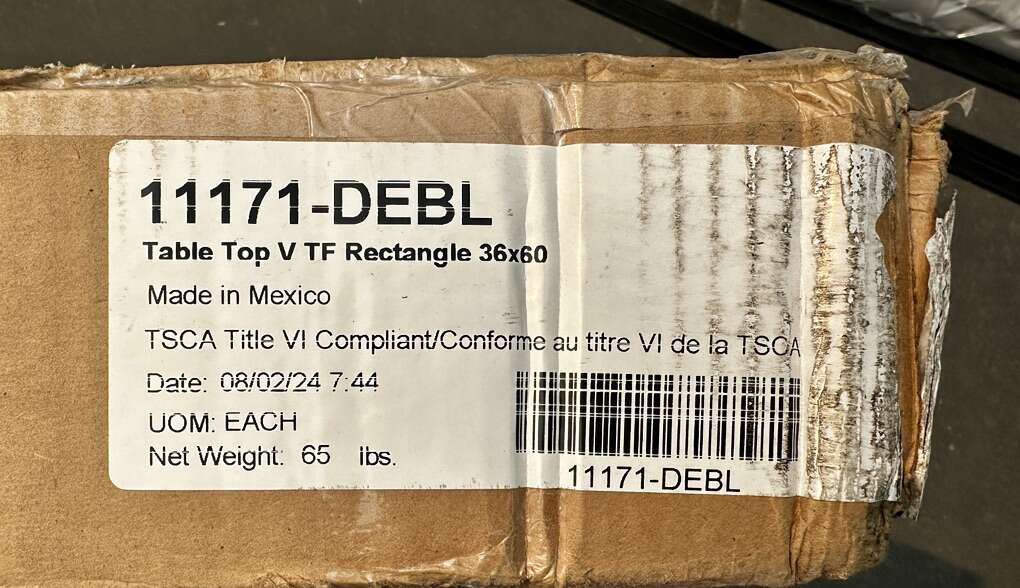 11171-DEBL
Table Top V TF Rectangle 36x60
Made in Mexico
TSCA Title VI Compliant/Conforme au titre VI de la TSCA
Date: 08/02/24 7:44
UOM: EACH
Net Weight: 65 lbs.
11171-DEBL